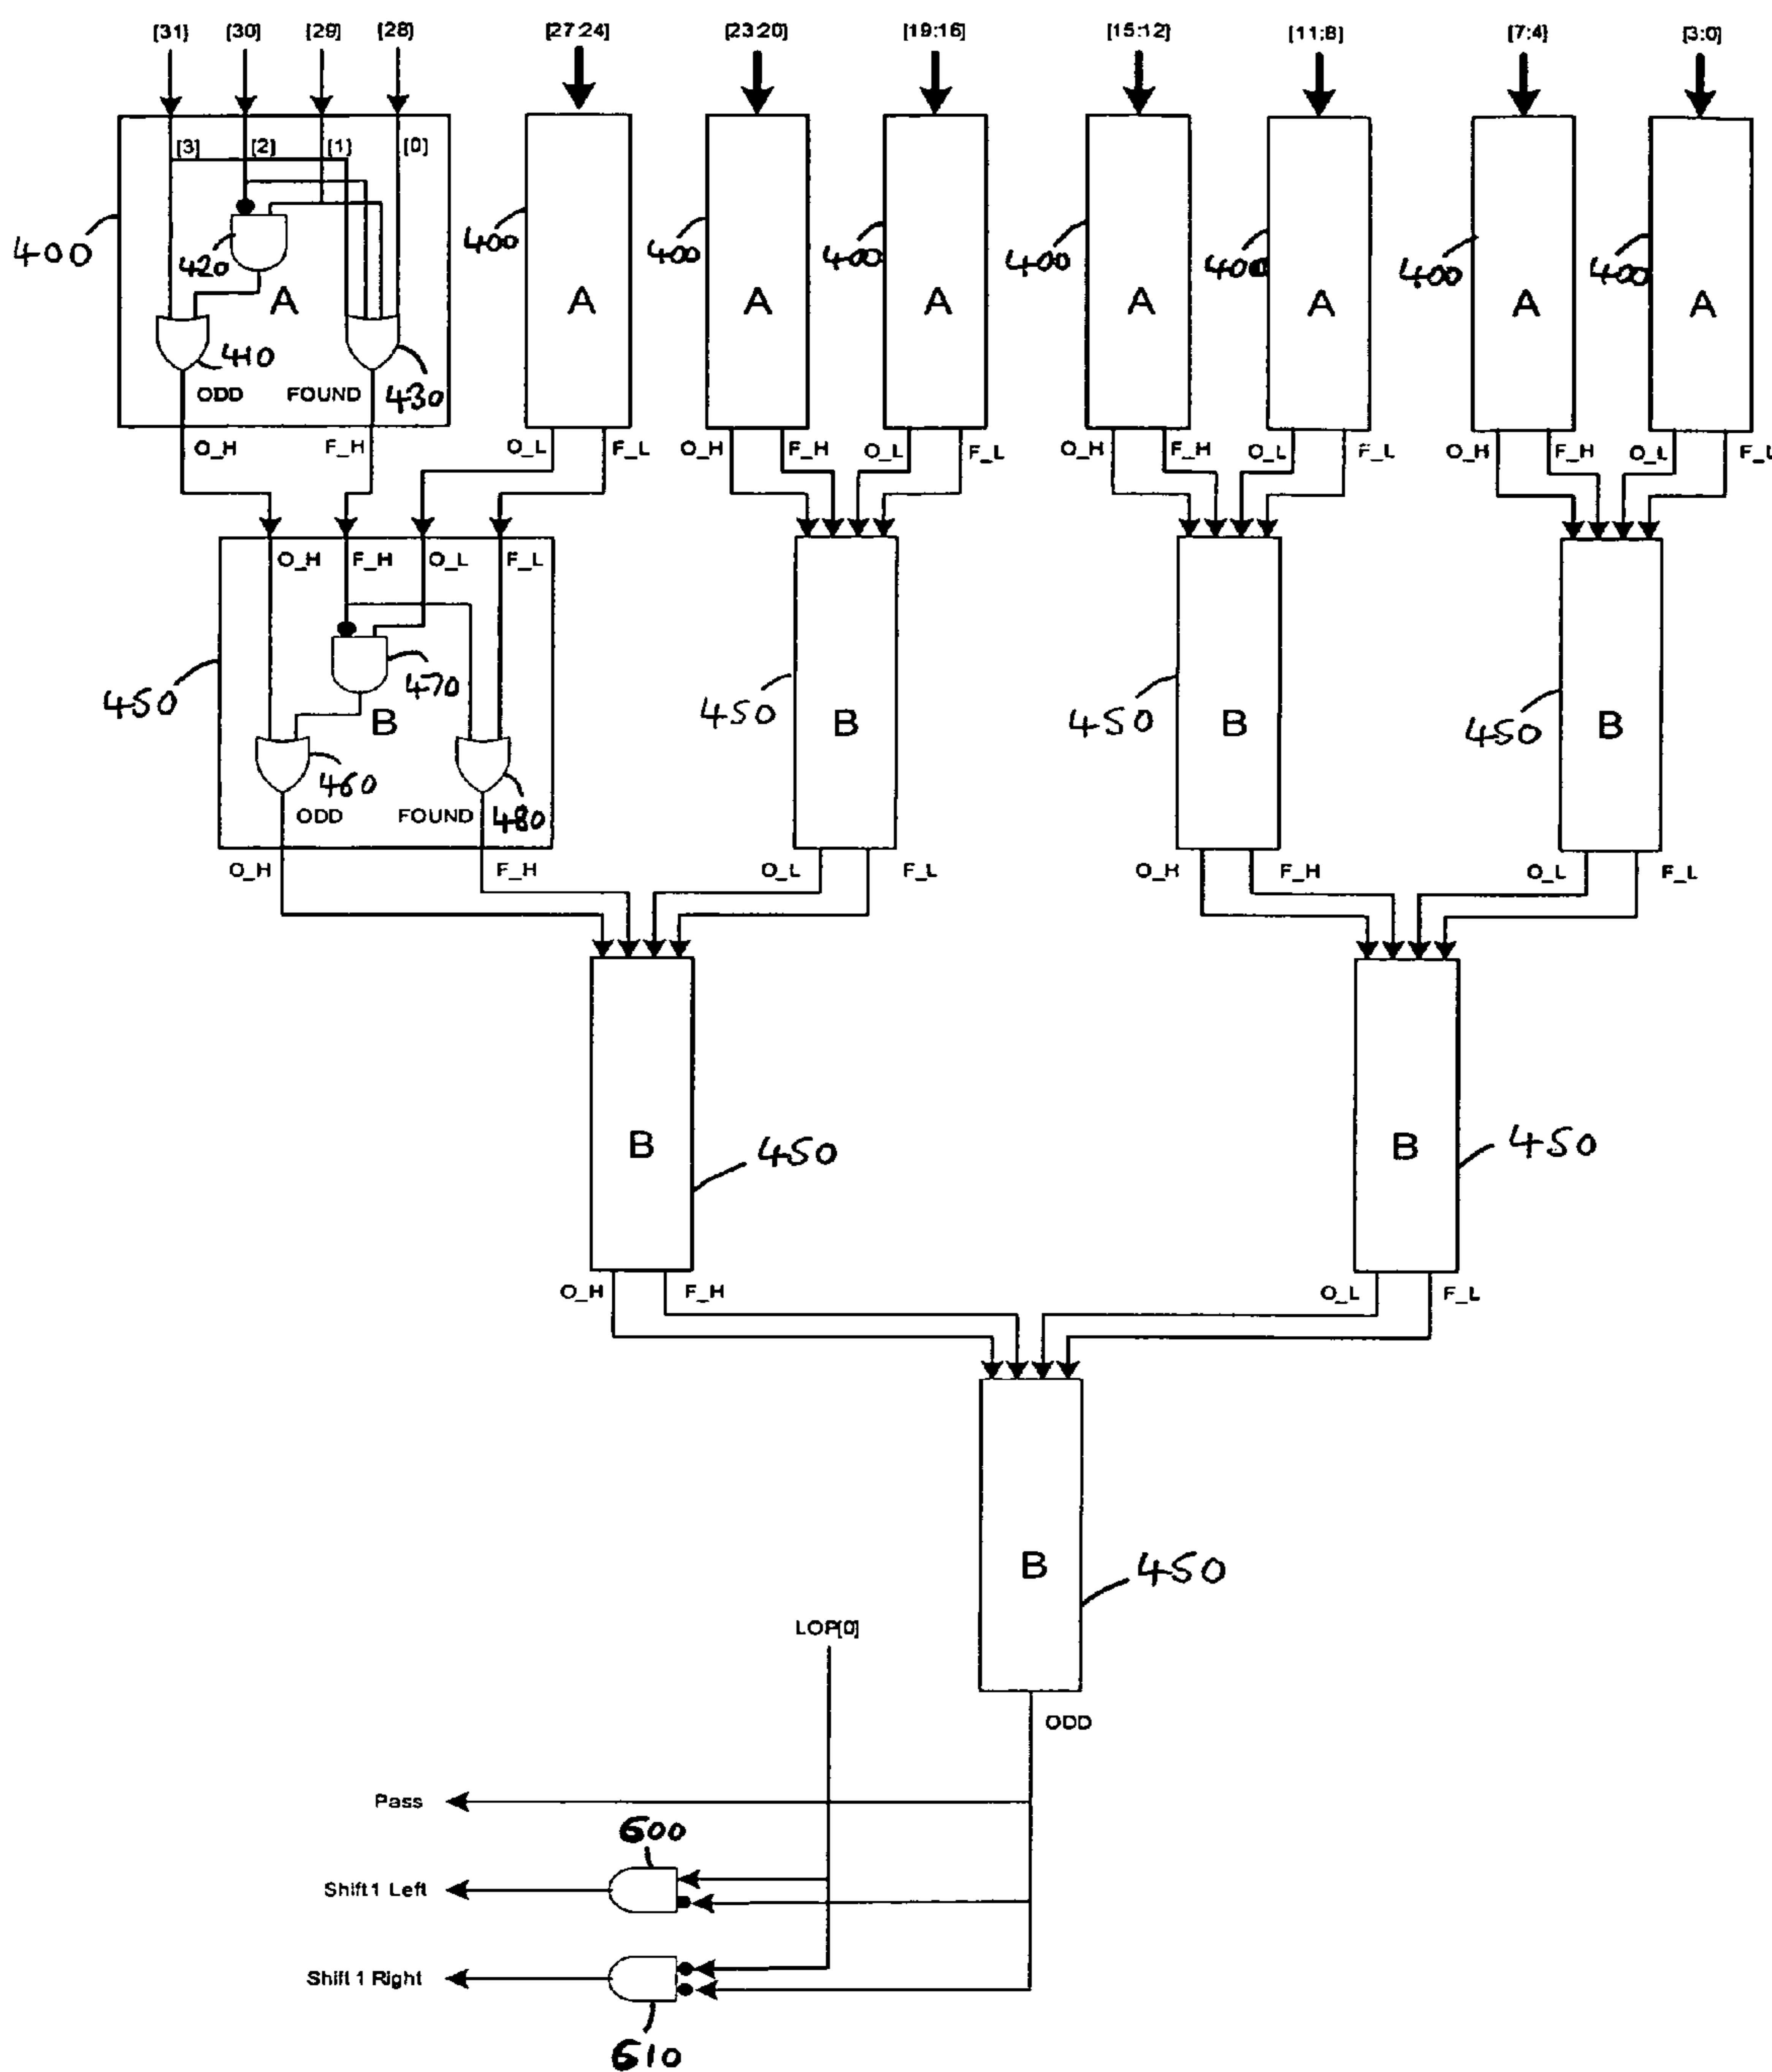 [31] [30] [29] [28] [27:24] [23:20] [19:16] [15:12] [11:8] [7:4] [3:0]
[3] [2] [1] [0]
400 400 400 400 400 400 400 400
420
A A A A A A A A
410 430
ODD FOUND
O_H F_H O_L F_L O_H F_H O_L F_L O_H F_H O_L F_L O_H F_H O_L F_L
O_H F_H O_L F_L
450 470 450 450 450
B B B B
460 480
ODD FOUND
O_H F_H O_L F_L O_H F_H O_L F_L
B 450 B 450
O_H F_H O_L F_L
B 450
LOP[0]
ODD
Pass
600
Shift1 Left
Shift 1 Right
610